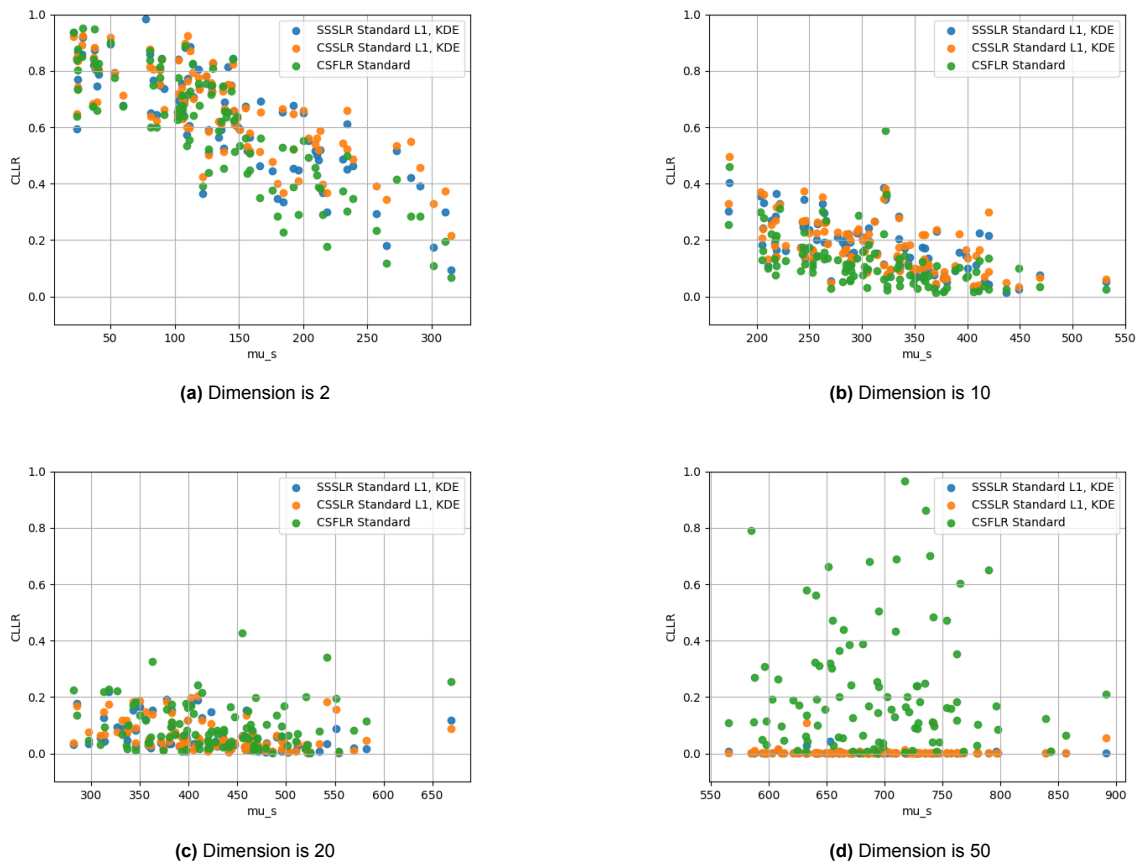 1.0
0.8
0.6
0.4
0.2
0.0
CLLR
SSSLR Standard L1, KDE
CSSLR Standard L1, KDE
CSFLR Standard
50 100 150 200 250 300
mu_s
(a) Dimension is 2
1.0
0.8
0.6
0.4
0.2
0.0
CLLR
SSSLR Standard L1, KDE
CSSLR Standard L1, KDE
CSFLR Standard
200 250 300 350 400 450 500 550
mu_s
(b) Dimension is 10
1.0
0.8
0.6
0.4
0.2
0.0
CLLR
SSSLR Standard L1, KDE
CSSLR Standard L1, KDE
CSFLR Standard
300 350 400 450 500 550 600 650
mu_s
(c) Dimension is 20
1.0
0.8
0.6
0.4
0.2
0.0
CLLR
SSSLR Standard L1, KDE
CSSLR Standard L1, KDE
CSFLR Standard
550 600 650 700 750 800 850 900
mu_s
(d) Dimension is 50